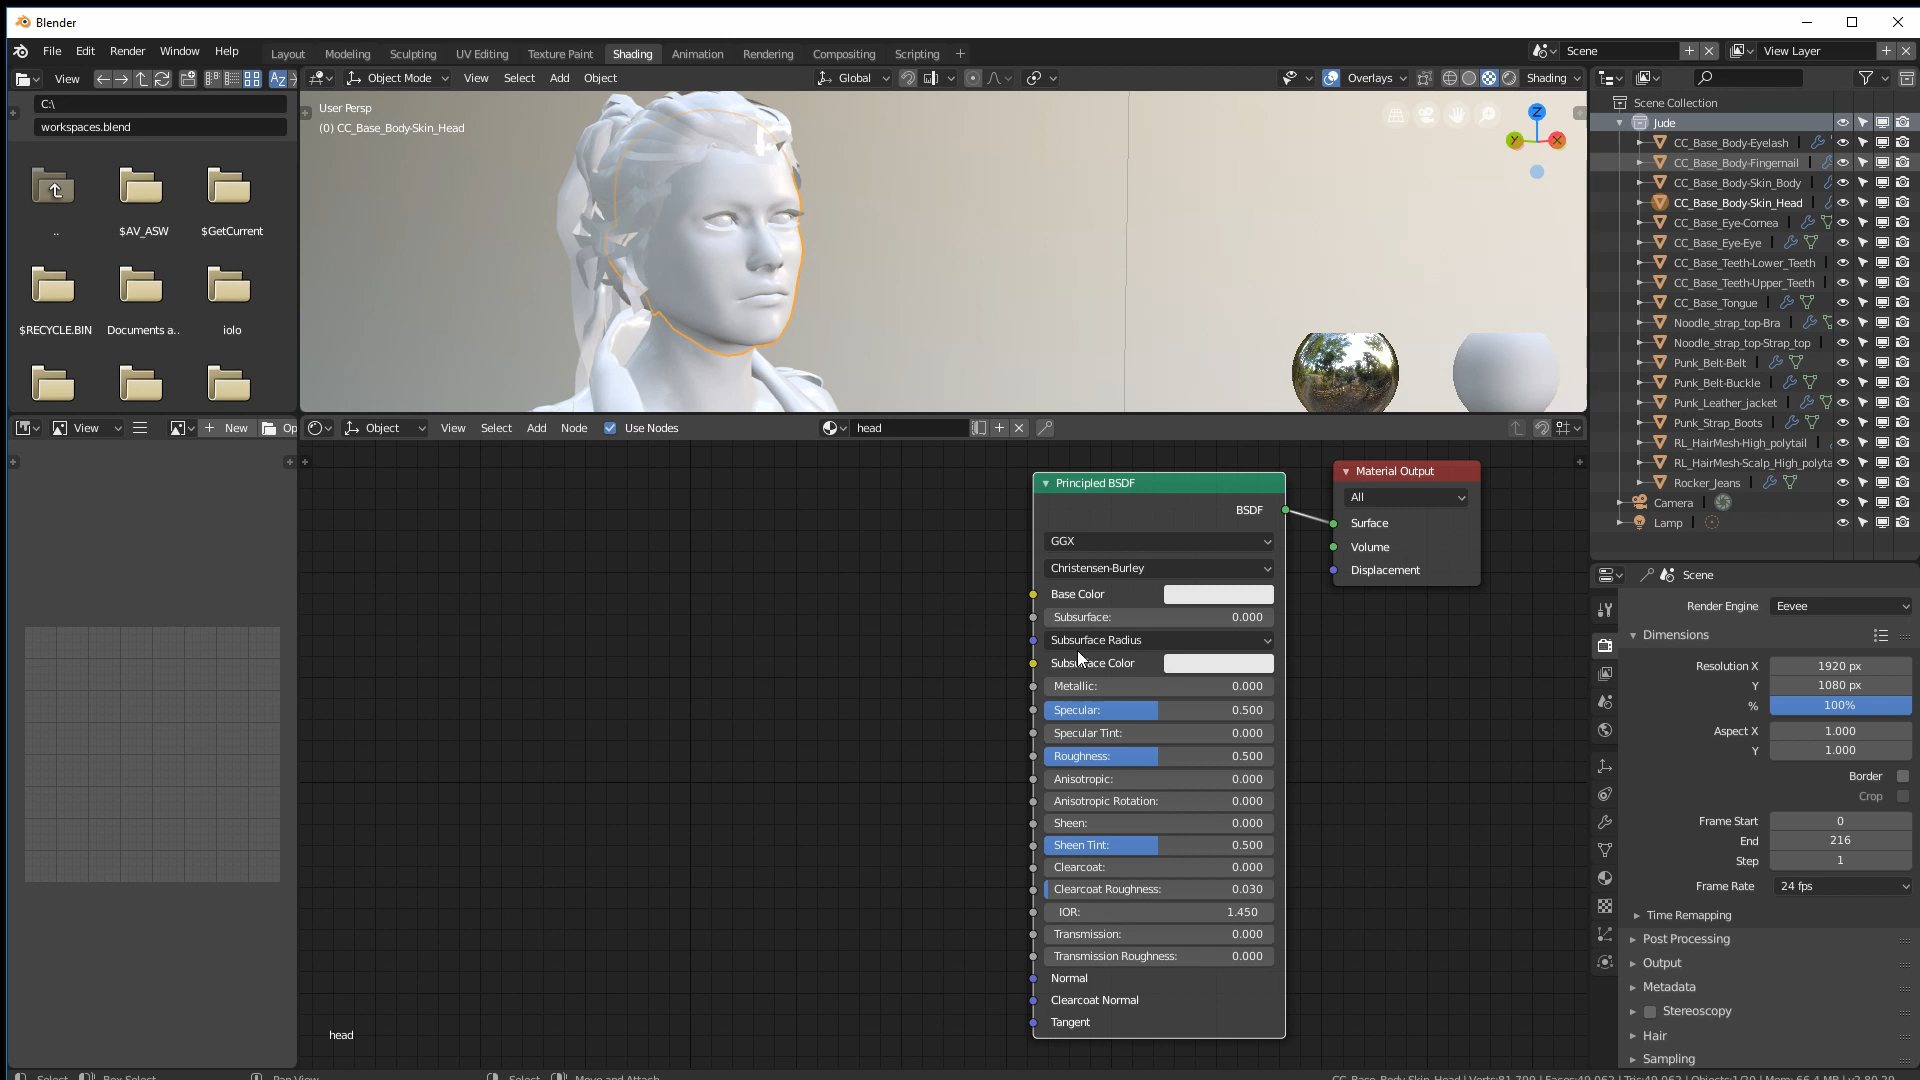 Blender
File Edit Render Window Help
Layout Modeling Sculpting UV Editing Texture Paint Shading Animation Rendering Compositing Scripting +
Scene
View Layer
View
Object Mode View Select Add Object
Global
Overlays
Shading
C:\
workspaces.blend
..
$AV_ASW
$GetCurrent
$RECYCLE.BIN
Documents a..
iolo
User Persp
(0) CC_Base_Body-Skin_Head
Z
Y
X
Scene Collection
Jude
CC_Base_Body-Eyelash
CC_Base_Body-Fingernail
CC_Base_Body-Skin_Body
CC_Base_Body-Skin_Head
CC_Base_Eye-Cornea
CC_Base_Eye-Eye
CC_Base_Teeth-Lower_Teeth
CC_Base_Teeth-Upper_Teeth
CC_Base_Tongue
Noodle_strap_top-Bra
Noodle_strap_top-Strap_top
Punk_Belt-Belt
Punk_Belt-Buckle
Punk_Leather_jacket
Punk_Strap_Boots
RL_HairMesh-High_polytail
RL_HairMesh-Scalp_High_polyta
Rocker_Jeans
Camera
Lamp
View
New
Op
Object View Select Add Node Use Nodes
head
Principled BSDF
BSDF
GGX
Christensen-Burley
Base Color
Subsurface: 0.000
Subsurface Radius
Subsurface Color
Metallic: 0.000
Specular: 0.500
Specular Tint: 0.000
Roughness: 0.500
Anisotropic: 0.000
Anisotropic Rotation: 0.000
Sheen: 0.000
Sheen Tint: 0.500
Clearcoat: 0.000
Clearcoat Roughness: 0.030
IOR: 1.450
Transmission: 0.000
Transmission Roughness: 0.000
Normal
Clearcoat Normal
Tangent
Material Output
All
Surface
Volume
Displacement
head
Scene
Render Engine Eevee
Dimensions
Resolution X 1920 px
Y 1080 px
% 100%
Aspect X 1.000
Y 1.000
Border
Crop
Frame Start 0
End 216
Step 1
Frame Rate 24 fps
Time Remapping
Post Processing
Output
Metadata
Stereoscopy
Hair
Sampling
Select Box Select Pan View Select Move and Attach